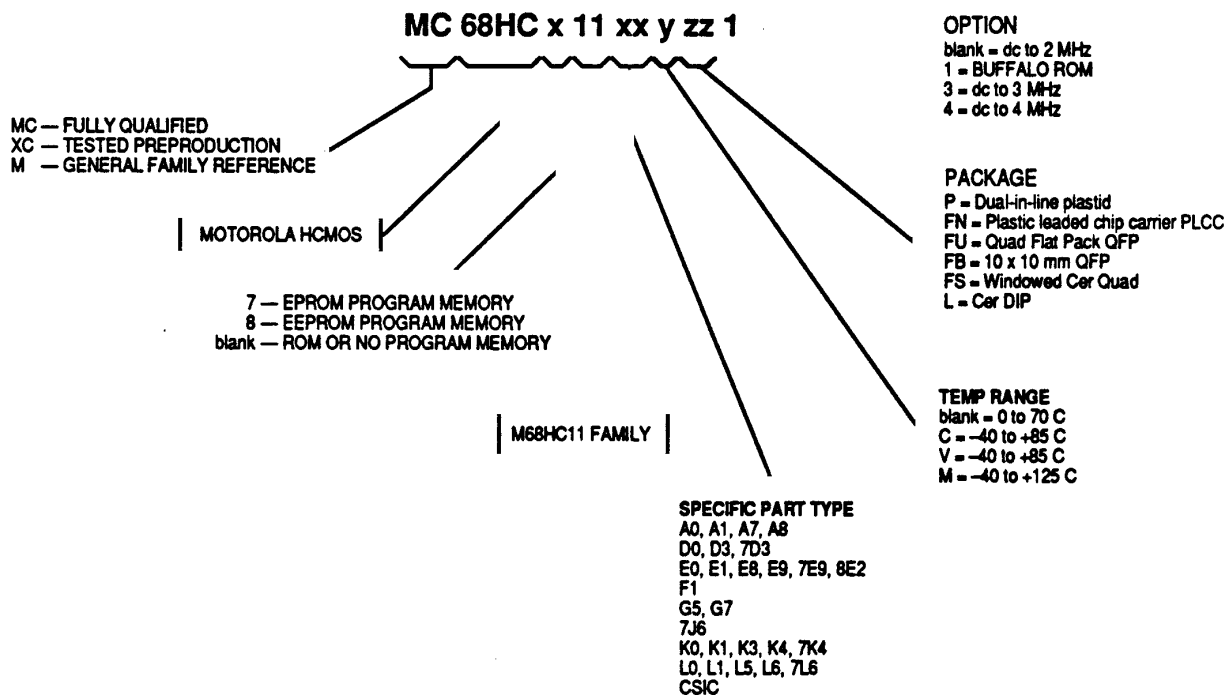 MC 68HC x 11 xx y zz 1
OPTION
blank = dc to 2 MHz
1 = BUFFALO ROM
3 = dc to 3 MHz
4 = dc to 4 MHz
MC — FULLY QUALIFIED
XC — TESTED PREPRODUCTION
M — GENERAL FAMILY REFERENCE
PACKAGE
P = Dual-in-line plastid
FN = Plastic leaded chip carrier PLCC
FU = Quad Flat Pack QFP
FB = 10 x 10 mm QFP
FS = Windowed Cer Quad
L = Cer DIP
MOTOROLA HCMOS
7 — EPROM PROGRAM MEMORY
8 — EEPROM PROGRAM MEMORY
blank — ROM OR NO PROGRAM MEMORY
TEMP RANGE
blank = 0 to 70 C
C = –40 to +85 C
V = –40 to +85 C
M = –40 to +125 C
M68HC11 FAMILY
SPECIFIC PART TYPE
A0, A1, A7, A8
D0, D3, 7D3
E0, E1, E8, E9, 7E9, 8E2
F1
G5, G7
7J6
K0, K1, K3, K4, 7K4
L0, L1, L5, L6, 7L6
CSIC